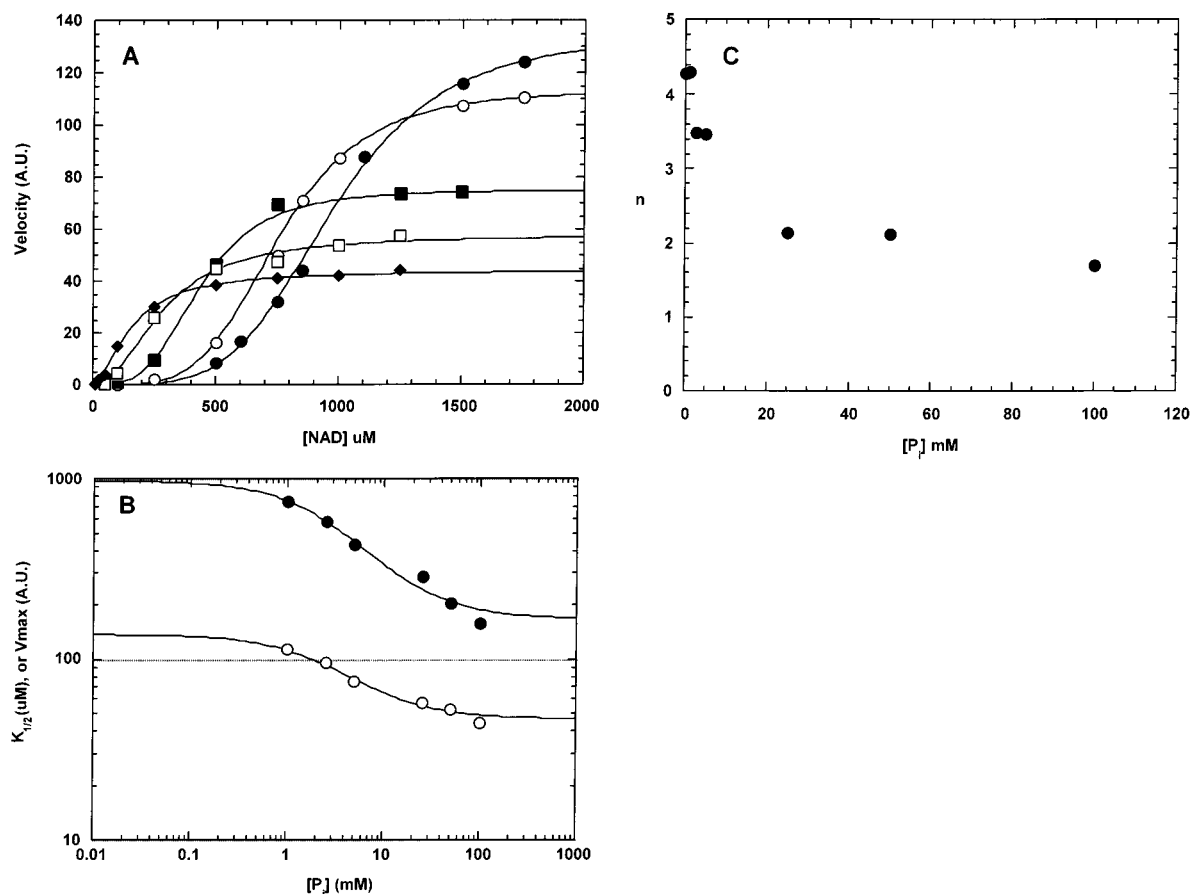 A
Velocity (A.U.)
140
120
100
80
60
40
20
0
0 500 1000 1500 2000
[NAD] uM
C
n
5
4
3
2
1
0
0 20 40 60 80 100 120
[Pi] mM
B
K1/2(uM), or Vmax (A.U.)
1000
100
10
0.01 0.1 1 10 100 1000
[Pi] (mM)